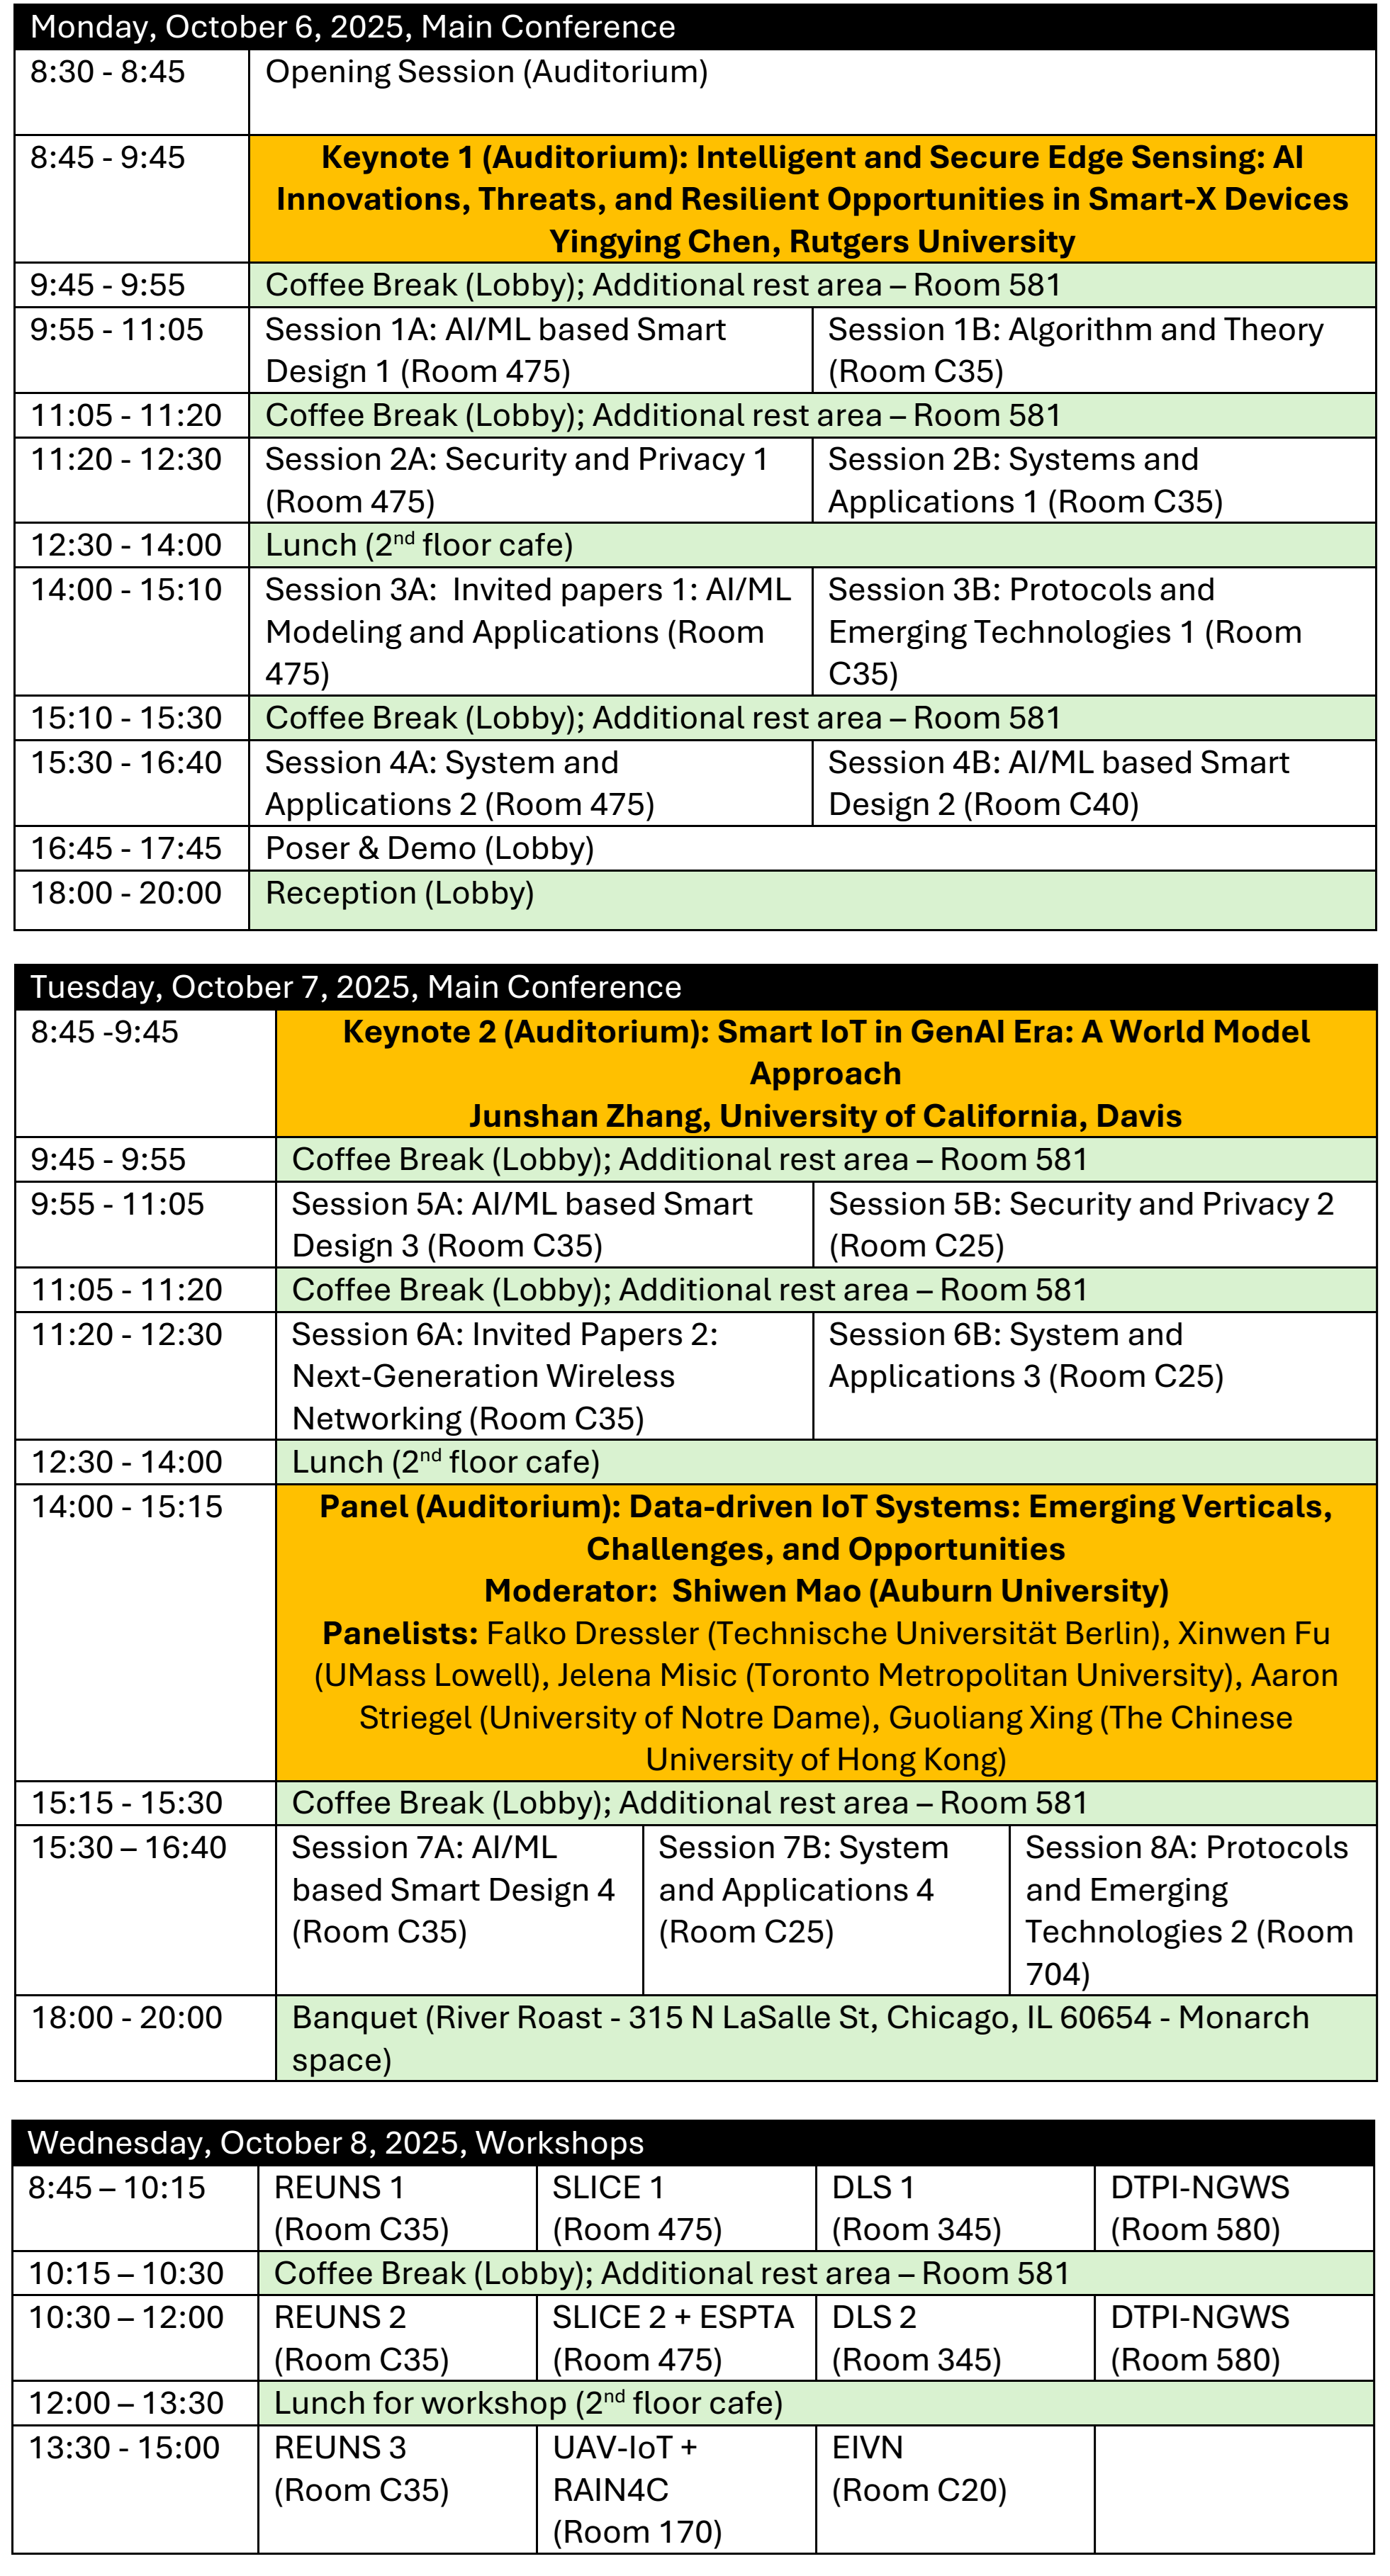 Monday, October 6, 2025, Main Conference
8:30 - 8:45
Opening Session (Auditorium)
8:45 - 9:45
Keynote 1 (Auditorium): Intelligent and Secure Edge Sensing: AI
Innovations, Threats, and Resilient Opportunities in Smart-X Devices
Yingying Chen, Rutgers University
9:45 - 9:55
Coffee Break (Lobby); Additional rest area – Room 581
9:55 - 11:05
Session 1A: AI/ML based Smart
Design 1 (Room 475)
Session 1B: Algorithm and Theory
(Room C35)
11:05 - 11:20
Coffee Break (Lobby); Additional rest area – Room 581
11:20 - 12:30
Session 2A: Security and Privacy 1
(Room 475)
Session 2B: Systems and
Applications 1 (Room C35)
12:30 - 14:00
Lunch (2nd floor cafe)
14:00 - 15:10
Session 3A:  Invited papers 1: AI/ML
Modeling and Applications (Room
475)
Session 3B: Protocols and
Emerging Technologies 1 (Room
C35)
15:10 - 15:30
Coffee Break (Lobby); Additional rest area – Room 581
15:30 - 16:40
Session 4A: System and
Applications 2 (Room 475)
Session 4B: AI/ML based Smart
Design 2 (Room C40)
16:45 - 17:45
Poser & Demo (Lobby)
18:00 - 20:00
Reception (Lobby)
Tuesday, October 7, 2025, Main Conference
8:45 -9:45
Keynote 2 (Auditorium): Smart IoT in GenAI Era: A World Model
Approach
Junshan Zhang, University of California, Davis
9:45 - 9:55
Coffee Break (Lobby); Additional rest area – Room 581
9:55 - 11:05
Session 5A: AI/ML based Smart
Design 3 (Room C35)
Session 5B: Security and Privacy 2
(Room C25)
11:05 - 11:20
Coffee Break (Lobby); Additional rest area – Room 581
11:20 - 12:30
Session 6A: Invited Papers 2:
Next-Generation Wireless
Networking (Room C35)
Session 6B: System and
Applications 3 (Room C25)
12:30 - 14:00
Lunch (2nd floor cafe)
14:00 - 15:15
Panel (Auditorium): Data-driven IoT Systems: Emerging Verticals,
Challenges, and Opportunities
Moderator:  Shiwen Mao (Auburn University)
Panelists: Falko Dressler (Technische Universität Berlin), Xinwen Fu
(UMass Lowell), Jelena Misic (Toronto Metropolitan University), Aaron
Striegel (University of Notre Dame), Guoliang Xing (The Chinese
University of Hong Kong)
15:15 - 15:30
Coffee Break (Lobby); Additional rest area – Room 581
15:30 – 16:40
Session 7A: AI/ML
based Smart Design 4
(Room C35)
Session 7B: System
and Applications 4
(Room C25)
Session 8A: Protocols
and Emerging
Technologies 2 (Room
704)
18:00 - 20:00
Banquet (River Roast - 315 N LaSalle St, Chicago, IL 60654 - Monarch
space)
Wednesday, October 8, 2025, Workshops
8:45 – 10:15
REUNS 1
(Room C35)
SLICE 1
(Room 475)
DLS 1
(Room 345)
DTPI-NGWS
(Room 580)
10:15 – 10:30
Coffee Break (Lobby); Additional rest area – Room 581
10:30 – 12:00
REUNS 2
(Room C35)
SLICE 2 + ESPTA
(Room 475)
DLS 2
(Room 345)
DTPI-NGWS
(Room 580)
12:00 – 13:30
Lunch for workshop (2nd floor cafe)
13:30 - 15:00
REUNS 3
(Room C35)
UAV-IoT +
RAIN4C
(Room 170)
EIVN
(Room C20)